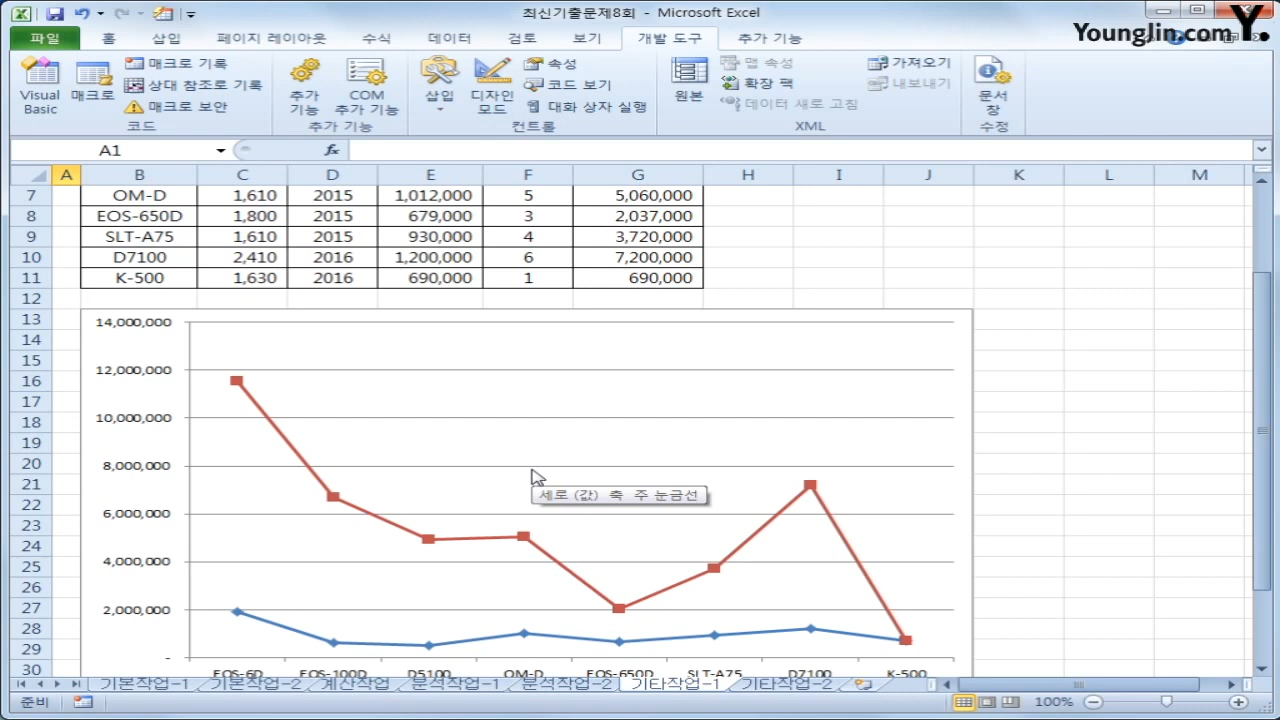 최신기출문제8회 - Microsoft Excel
Younglin.com Y.
파일 홈 삽입 페이지 레이아웃 수식 데이터 검토 보기 개발 도구 추가 기능
Visual Basic
매크로
매크로 기록
상대 참조로 기록
매크로 보안
코드
추가 기능
COM 추가 기능
추가 기능
삽입
디자인 모드
속성
코드 보기
대화 상자 실행
컨트롤
원본
맵 속성
확장 팩
데이터 새로 고침
가져오기
내보내기
XML
문서 창
수정
A1 fx
A B C D E F G H I J K L M
7 OM-D 1,610 2015 1,012,000 5 5,060,000
8 EOS-650D 1,800 2015 679,000 3 2,037,000
9 SLT-A75 1,610 2015 930,000 4 3,720,000
10 D7100 2,410 2016 1,200,000 6 7,200,000
11 K-500 1,630 2016 690,000 1 690,000
12
13
14
15
16
17
18
19
20
21
22
23
24
25
26
27
28
29
30
14,000,000
12,000,000
10,000,000
8,000,000
6,000,000
4,000,000
2,000,000
-
세로 (값) 축 주 눈금선
EOS-6D EOS-100D D5100 OM-D EOS-650D SLT-A75 D7100 K-500
기본작업-1 기본작업-2 계산작업 분석작업-1 분석작업-2 기타작업-1 기타작업-2
준비 100%